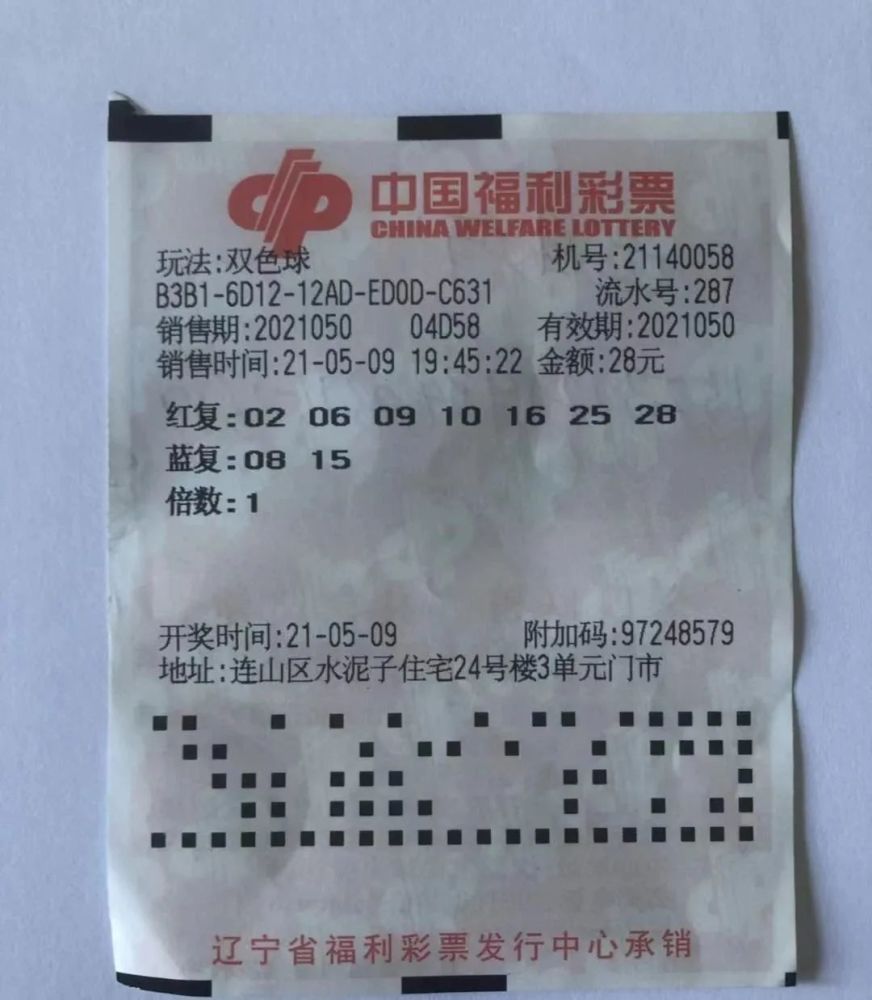 中国福利彩票
CHINA WELFARE LOTTERY
玩法:双色球 机号:21140058
B3B1-6D12-12AD-ED0D-C631 流水号:287
销售期:2021050 04D58 有效期:2021050
销售时间:21-05-09 19:45:22 金额:28元
红复:02 06 09 10 16 25 28
蓝复:08 15
倍数:1
开奖时间:21-05-09 附加码:97248579
地址:连山区水泥子住宅24号楼3单元门市
辽宁省福利彩票发行中心承销